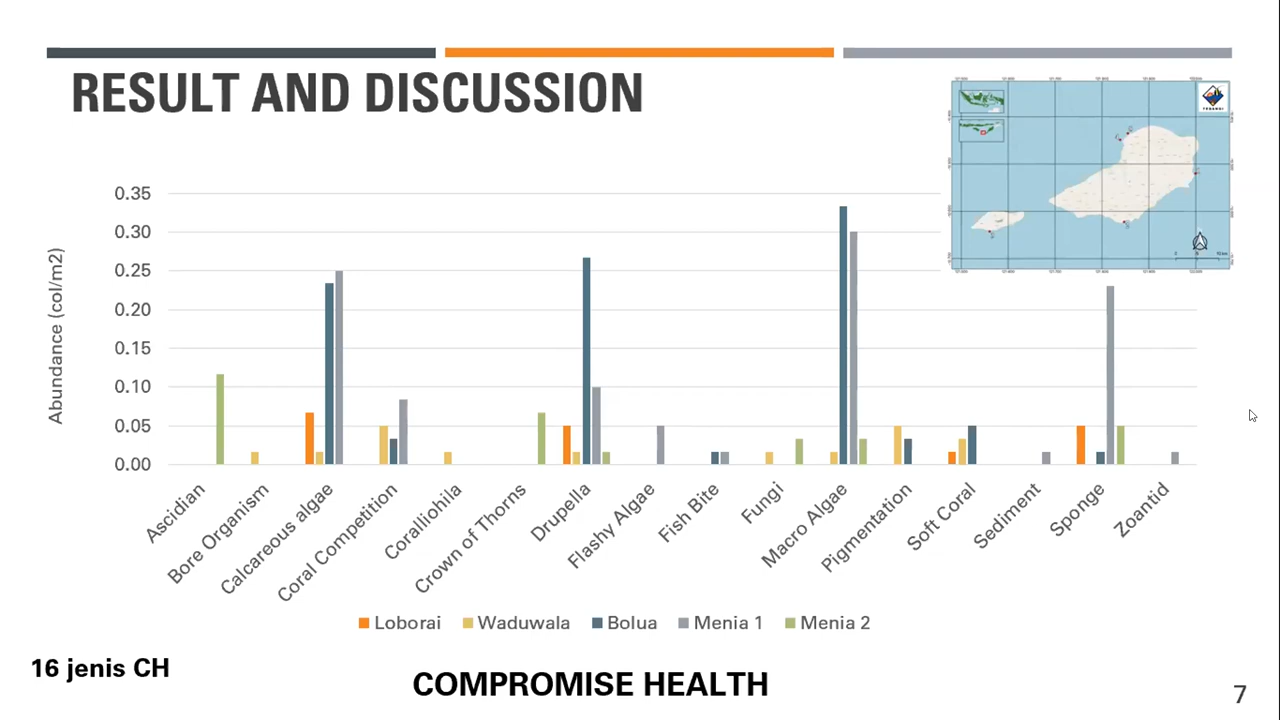 RESULT AND DISCUSSION
0.35
0.30
0.25
0.20
0.15
0.10
0.05
0.00
Abundance (col/m2)
Ascidian
Bore Organism
Calcareous algae
Coral Competition
Coralliohila
Crown of Thorns
Drupella
Flashy Algae
Fish Bite
Fungi
Macro Algae
Pigmentation
Soft Coral
Sediment
Sponge
Zoantid
Loborai Waduwala Bolua Menia 1 Menia 2
16 jenis CH
COMPROMISE HEALTH
7